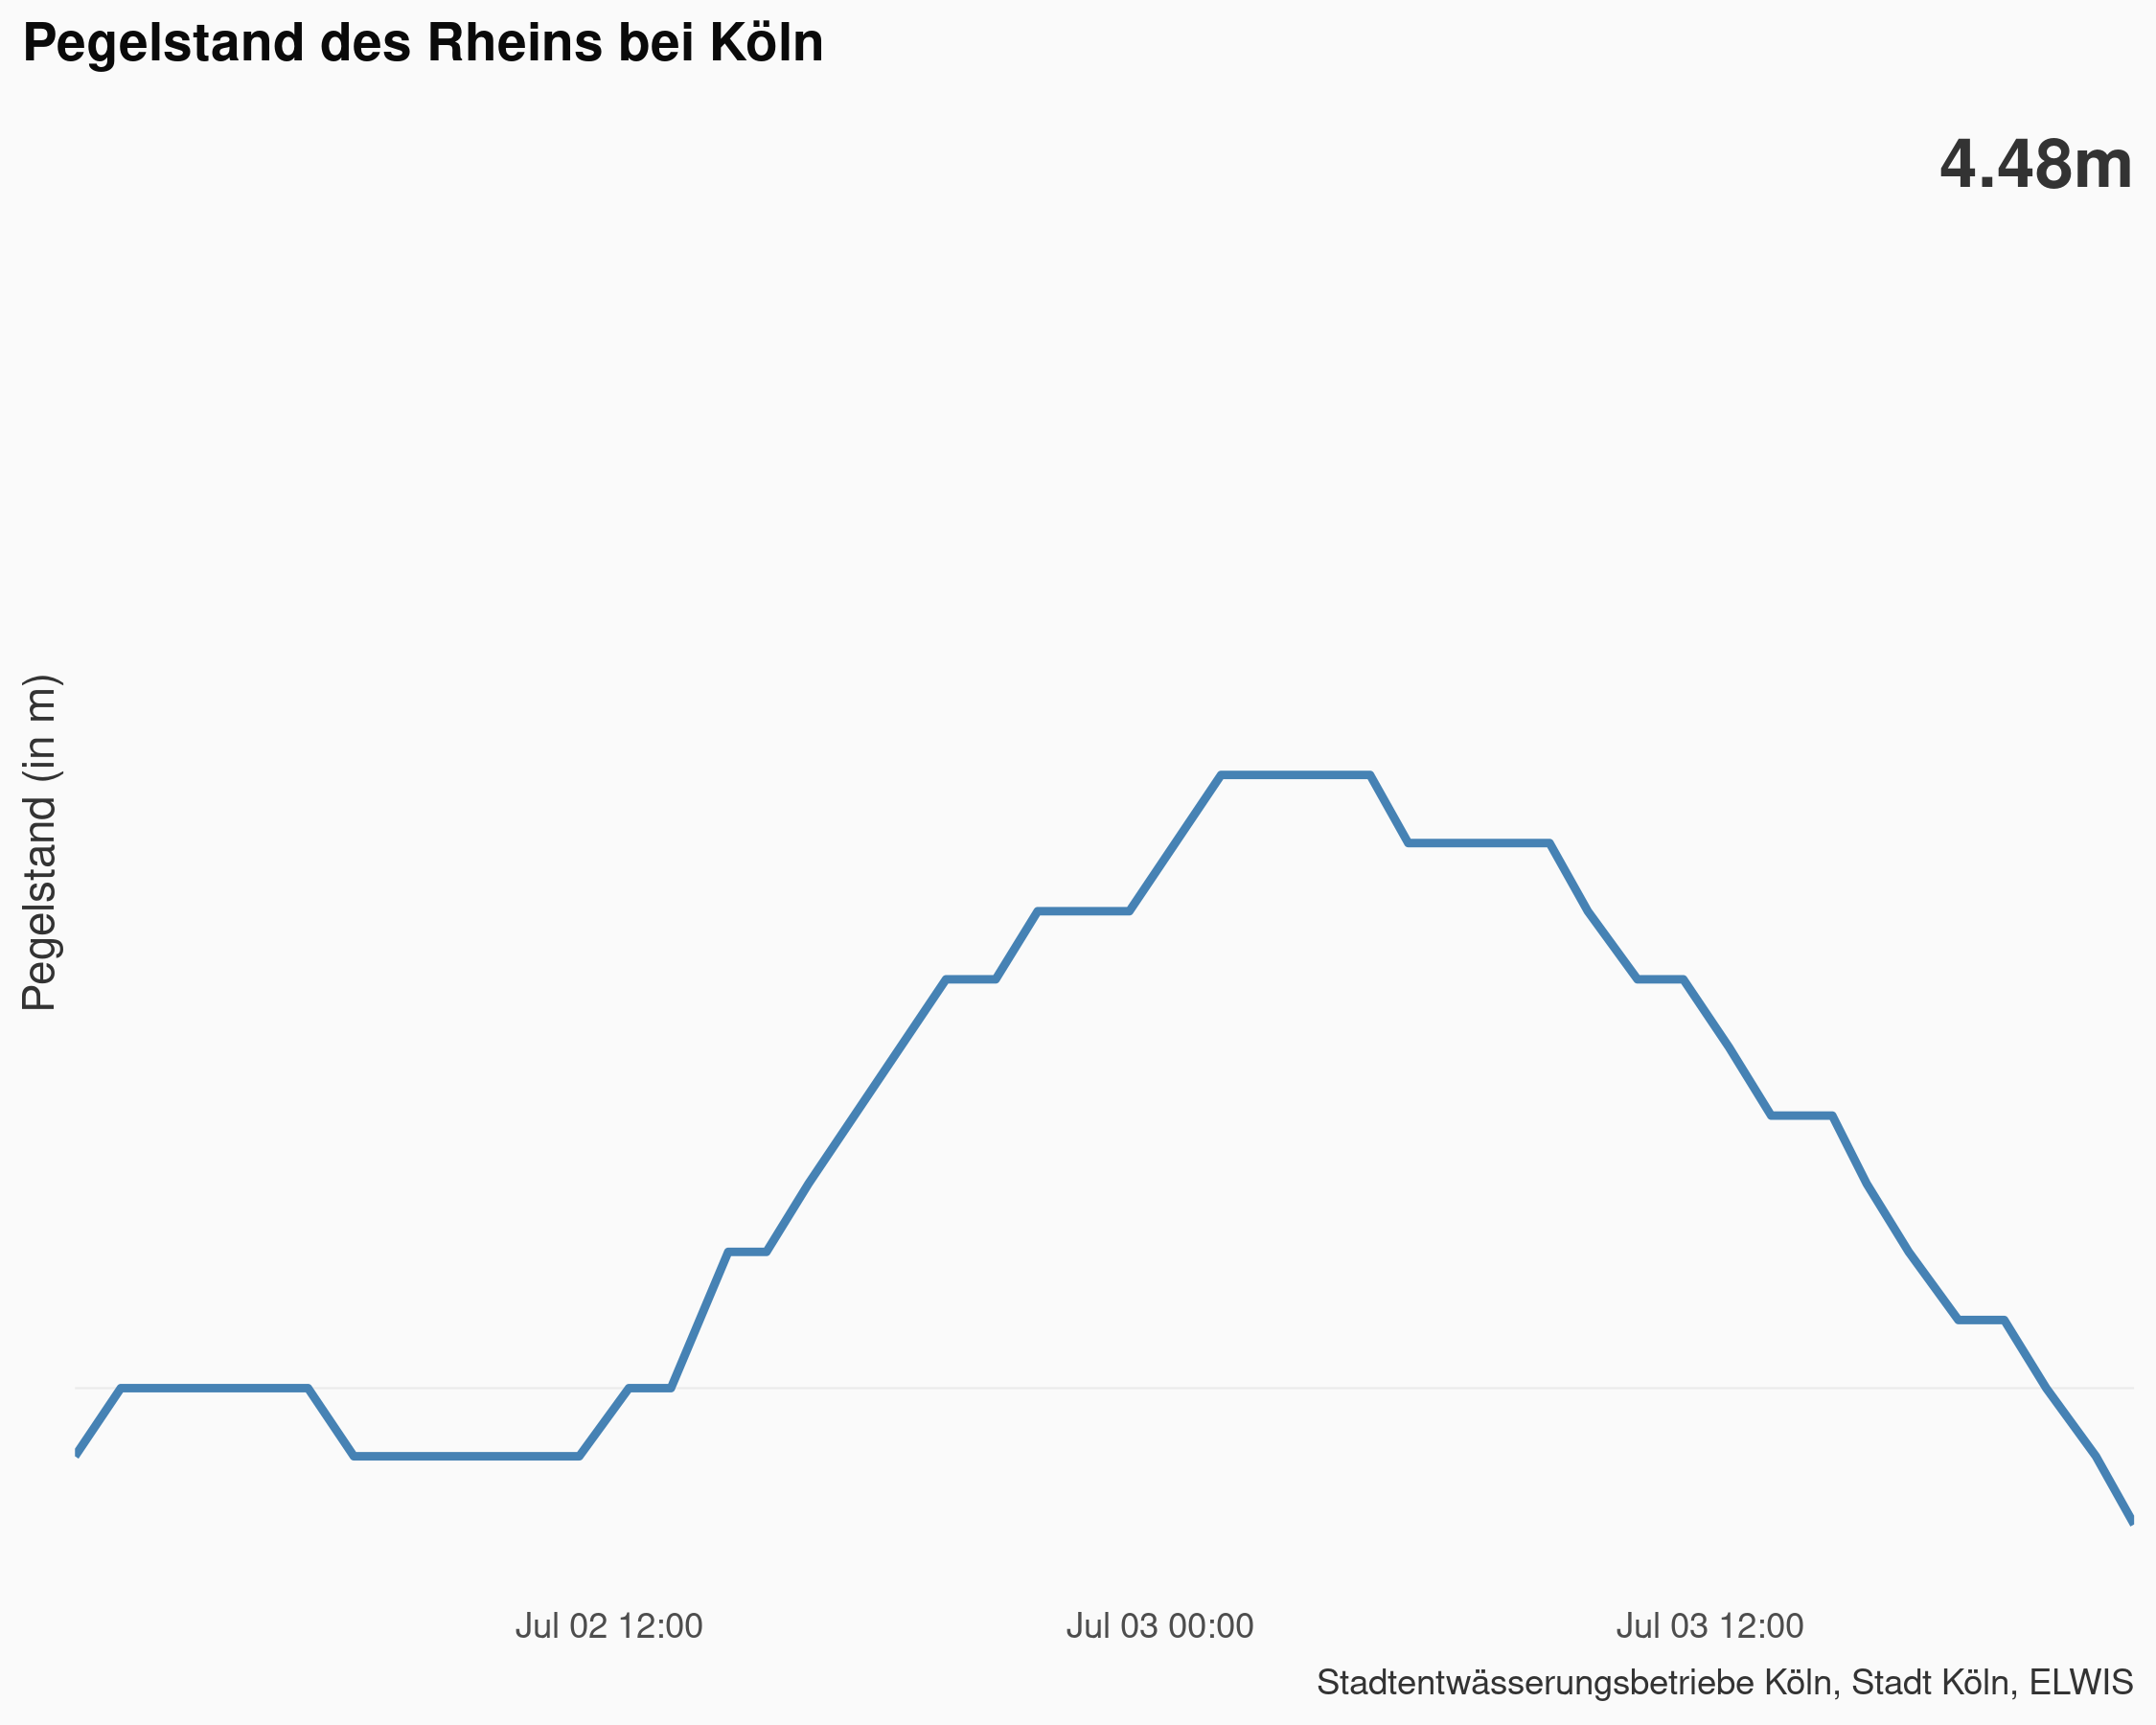 Pegelstand des Rheins bei Köln
4.48m
Pegelstand (in m)
Jul 02 12:00
Jul 03 00:00
Jul 03 12:00
Stadtentwässerungsbetriebe Köln, Stadt Köln, ELWIS